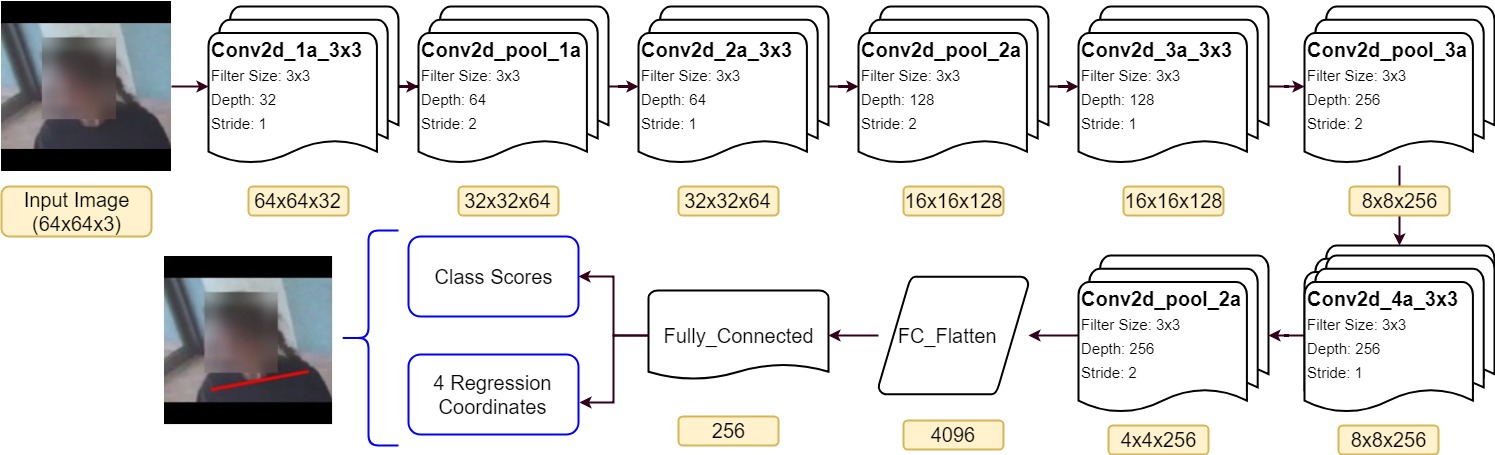 Conv2d_1a_3x3
Filter Size: 3x3
Depth: 32
Stride: 1
Conv2d_pool_1a
Filter Size: 3x3
Depth: 64
Stride: 2
Conv2d_2a_3x3
Filter Size: 3x3
Depth: 64
Stride: 1
Conv2d_pool_2a
Filter Size: 3x3
Depth: 128
Stride: 2
Conv2d_3a_3x3
Filter Size: 3x3
Depth: 128
Stride: 1
Conv2d_pool_3a
Filter Size: 3x3
Depth: 256
Stride: 2
Input Image
(64x64x3)
64x64x32
32x32x64
32x32x64
16x16x128
16x16x128
8x8x256
Class Scores
4 Regression
Coordinates
Fully_Connected
256
FC_Flatten
4096
Conv2d_pool_2a
Filter Size: 3x3
Depth: 256
Stride: 2
4x4x256
Conv2d_4a_3x3
Filter Size: 3x3
Depth: 256
Stride: 1
8x8x256